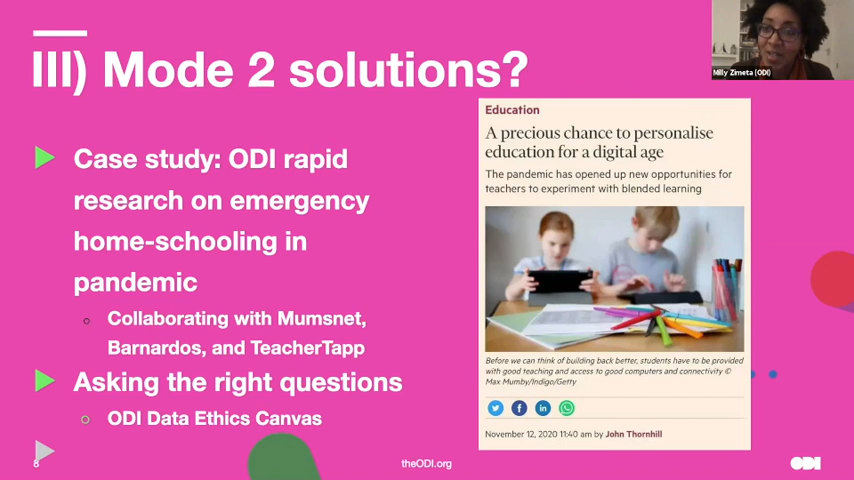 III) Mode 2 solutions?
Milly Zimeta (ODI)
Case study: ODI rapid
research on emergency
home-schooling in
pandemic
Collaborating with Mumsnet,
Barnardos, and TeacherTapp
Asking the right questions
ODI Data Ethics Canvas
Education
A precious chance to personalise
education for a digital age
The pandemic has opened up new opportunities for
teachers to experiment with blended learning
Before we can think of building back better, students have to be provided
with good teaching and access to good computers and connectivity ©
Max Mumby/Indigo/Getty
November 12, 2020 11:40 am by John Thornhill
8
theODI.org
ODI